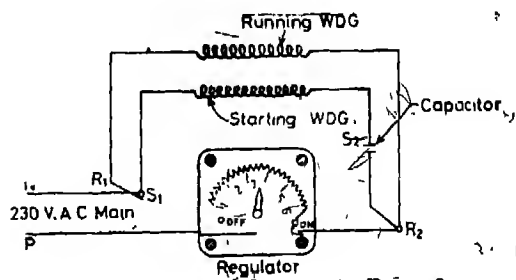 Running WDG
Starting WDG.
Capacitor
S2
R1
S1
230 V. A C Main
P
OFF
ON
R2
Regulator